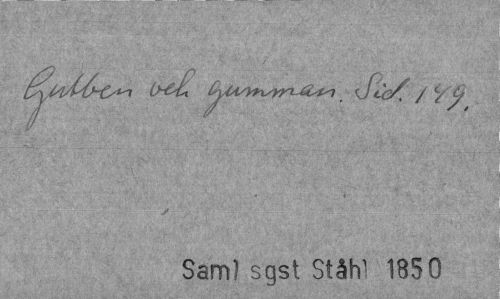 Gubben och gumman. Sid. 149.
Saml sgst Ståhl 1850